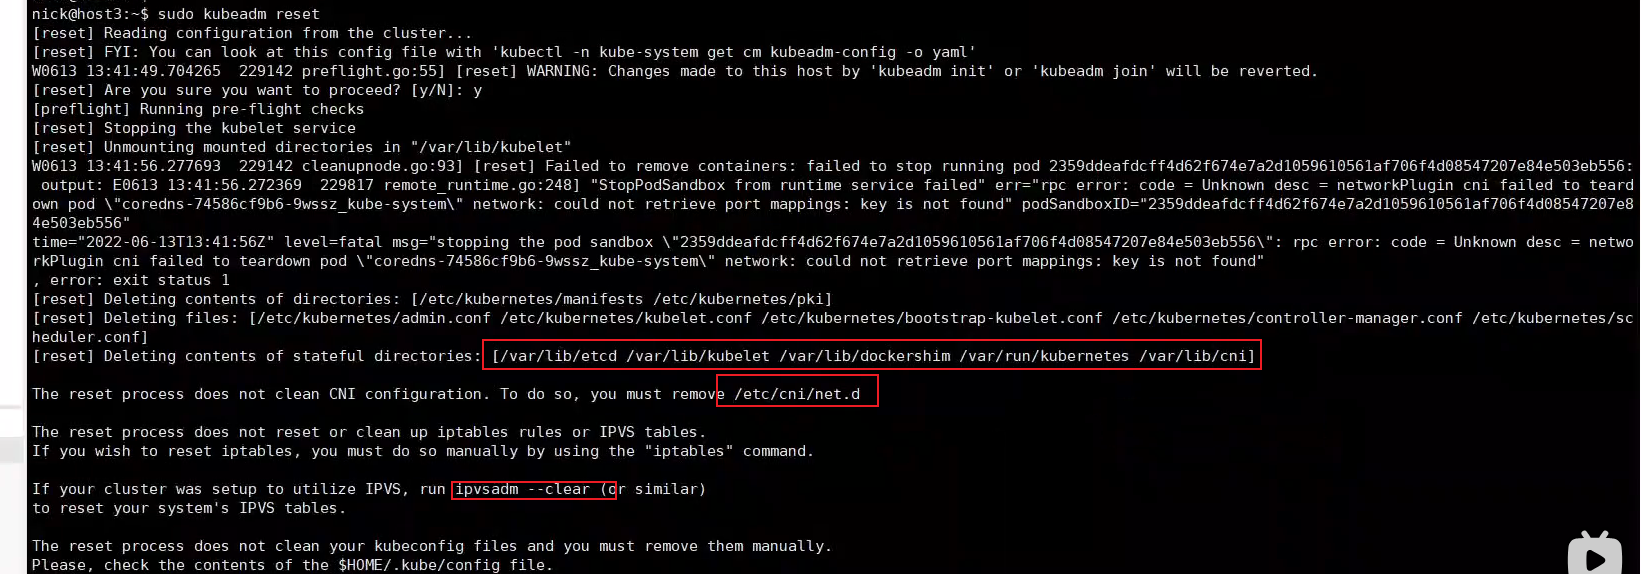 nick@host3:~$ sudo kubeadm reset
[reset] Reading configuration from the cluster...
[reset] FYI: You can look at this config file with 'kubectl -n kube-system get cm kubeadm-config -o yaml'
W0613 13:41:49.704265  229142 preflight.go:55] [reset] WARNING: Changes made to this host by 'kubeadm init' or 'kubeadm join' will be reverted.
[reset] Are you sure you want to proceed? [y/N]: y
[preflight] Running pre-flight checks
[reset] Stopping the kubelet service
[reset] Unmounting mounted directories in "/var/lib/kubelet"
W0613 13:41:56.277693  229142 cleanupnode.go:93] [reset] Failed to remove containers: failed to stop running pod 2359ddeafdcff4d62f674e7a2d1059610561af706f4d08547207e84e503eb556:
 output: E0613 13:41:56.272369  229817 remote_runtime.go:248] "StopPodSandbox from runtime service failed" err="rpc error: code = Unknown desc = networkPlugin cni failed to teard
own pod \"coredns-74586cf9b6-9wssz_kube-system\" network: could not retrieve port mappings: key is not found" podSandboxID="2359ddeafdcff4d62f674e7a2d1059610561af706f4d08547207e8
4e503eb556"
time="2022-06-13T13:41:56Z" level=fatal msg="stopping the pod sandbox \"2359ddeafdcff4d62f674e7a2d1059610561af706f4d08547207e84e503eb556\": rpc error: code = Unknown desc = netwo
rkPlugin cni failed to teardown pod \"coredns-74586cf9b6-9wssz_kube-system\" network: could not retrieve port mappings: key is not found"
, error: exit status 1
[reset] Deleting contents of directories: [/etc/kubernetes/manifests /etc/kubernetes/pki]
[reset] Deleting files: [/etc/kubernetes/admin.conf /etc/kubernetes/kubelet.conf /etc/kubernetes/bootstrap-kubelet.conf /etc/kubernetes/controller-manager.conf /etc/kubernetes/sc
heduler.conf]
[reset] Deleting contents of stateful directories: [/var/lib/etcd /var/lib/kubelet /var/lib/dockershim /var/run/kubernetes /var/lib/cni]
The reset process does not clean CNI configuration. To do so, you must remove /etc/cni/net.d
The reset process does not reset or clean up iptables rules or IPVS tables.
If you wish to reset iptables, you must do so manually by using the "iptables" command.
If your cluster was setup to utilize IPVS, run ipvsadm --clear (or similar)
to reset your system's IPVS tables.
The reset process does not clean your kubeconfig files and you must remove them manually.
Please, check the contents of the $HOME/.kube/config file.